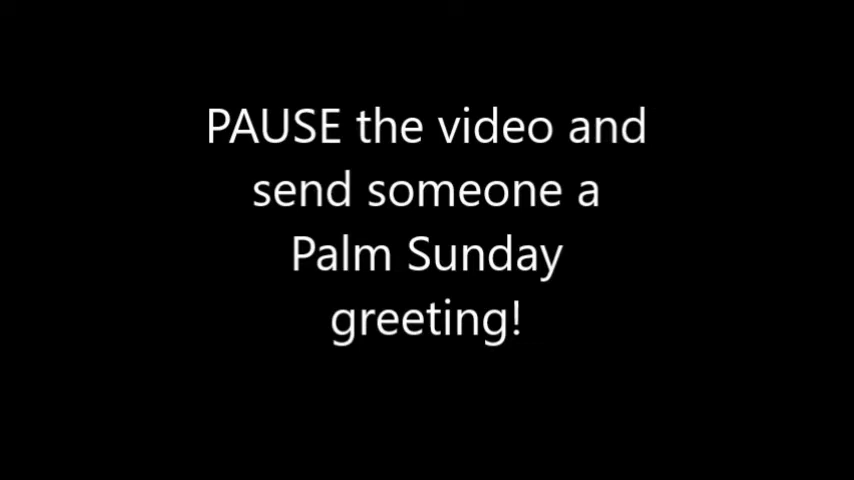 PAUSE the video and
send someone a
Palm Sunday
greeting!